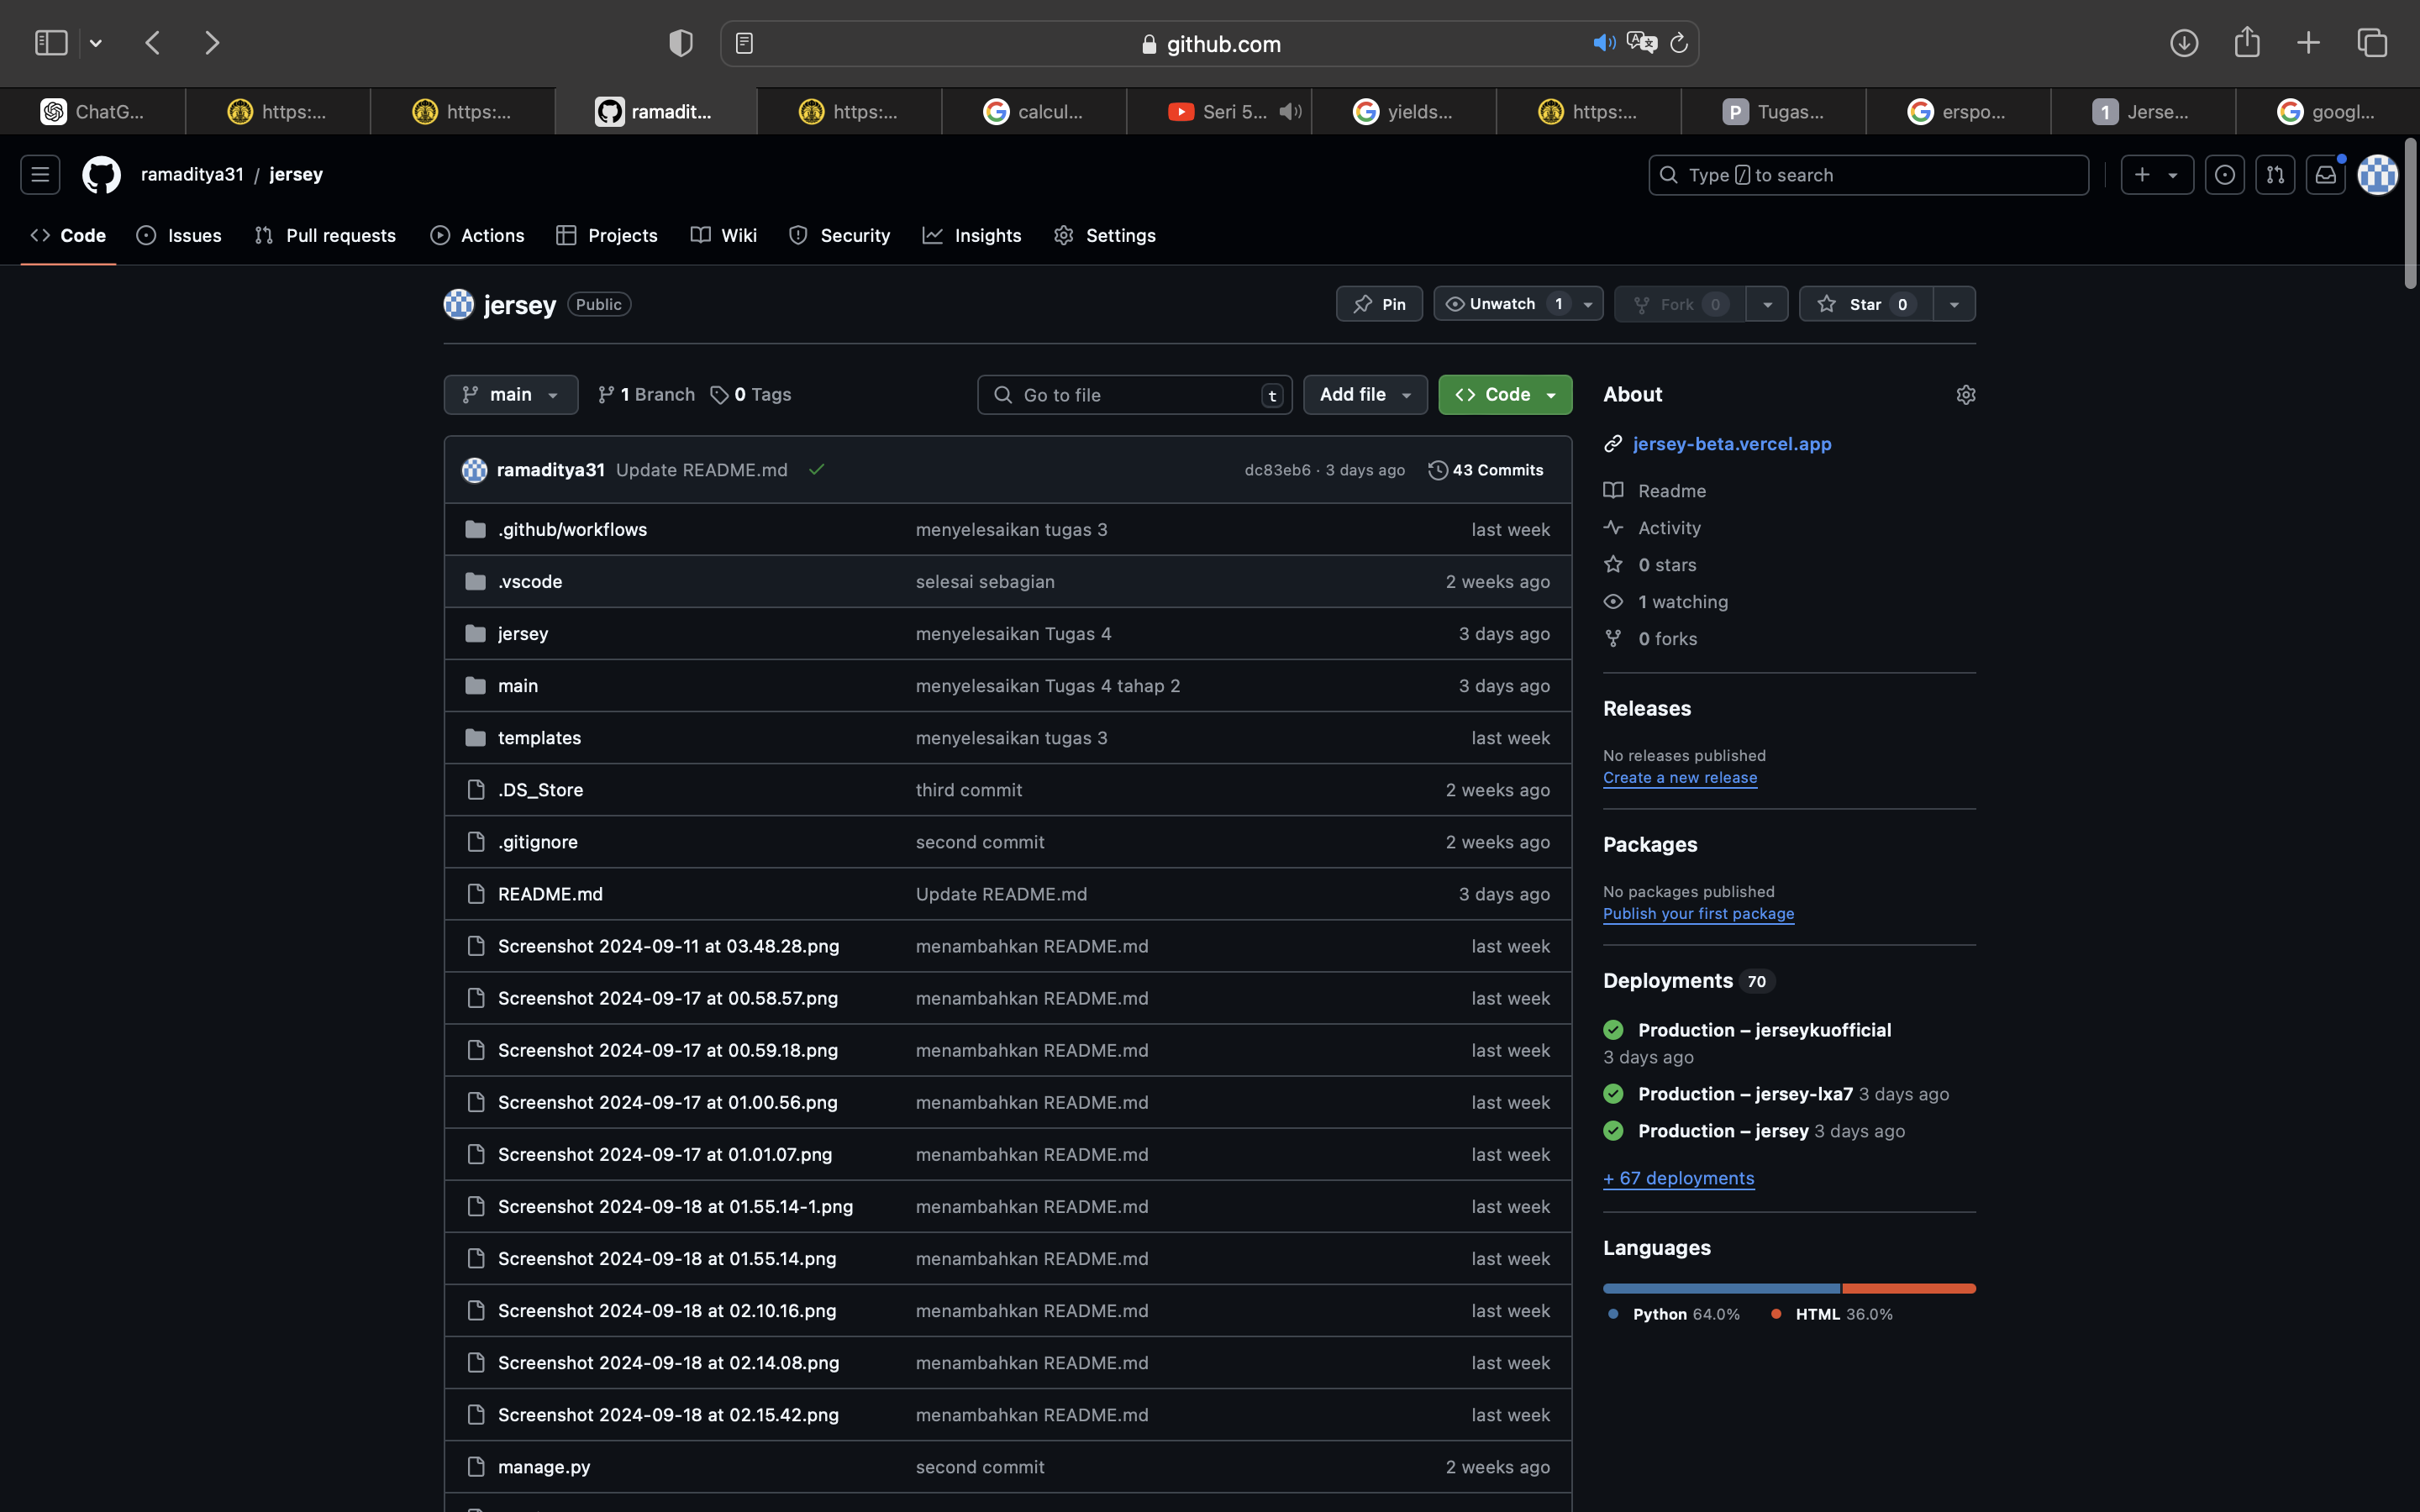 github.com
ChatG...
https:...
https:...
ramadit...
https:...
calcul...
Seri 5...
yields...
https:...
P Tugas...
erspo...
1 Jerse...
googl...
ramaditya31 / jersey
Type / to search
Code Issues Pull requests Actions Projects Wiki Security Insights Settings
jersey Public
Pin Unwatch 1 Fork 0 Star 0
main 1 Branch 0 Tags Go to file t Add file Code
ramaditya31 Update README.md dc83eb6 · 3 days ago 43 Commits
.github/workflows menyelesaikan tugas 3 last week
.vscode selesai sebagian 2 weeks ago
jersey menyelesaikan Tugas 4 3 days ago
main menyelesaikan Tugas 4 tahap 2 3 days ago
templates menyelesaikan tugas 3 last week
.DS_Store third commit 2 weeks ago
.gitignore second commit 2 weeks ago
README.md Update README.md 3 days ago
Screenshot 2024-09-11 at 03.48.28.png menambahkan README.md last week
Screenshot 2024-09-17 at 00.58.57.png menambahkan README.md last week
Screenshot 2024-09-17 at 00.59.18.png menambahkan README.md last week
Screenshot 2024-09-17 at 01.00.56.png menambahkan README.md last week
Screenshot 2024-09-17 at 01.01.07.png menambahkan README.md last week
Screenshot 2024-09-18 at 01.55.14-1.png menambahkan README.md last week
Screenshot 2024-09-18 at 01.55.14.png menambahkan README.md last week
Screenshot 2024-09-18 at 02.10.16.png menambahkan README.md last week
Screenshot 2024-09-18 at 02.14.08.png menambahkan README.md last week
Screenshot 2024-09-18 at 02.15.42.png menambahkan README.md last week
manage.py second commit 2 weeks ago
About
jersey-beta.vercel.app
Readme
Activity
0 stars
1 watching
0 forks
Releases
No releases published
Create a new release
Packages
No packages published
Publish your first package
Deployments 70
Production – jerseykuofficial
3 days ago
Production – jersey-lxa7 3 days ago
Production – jersey 3 days ago
+ 67 deployments
Languages
Python 64.0% HTML 36.0%